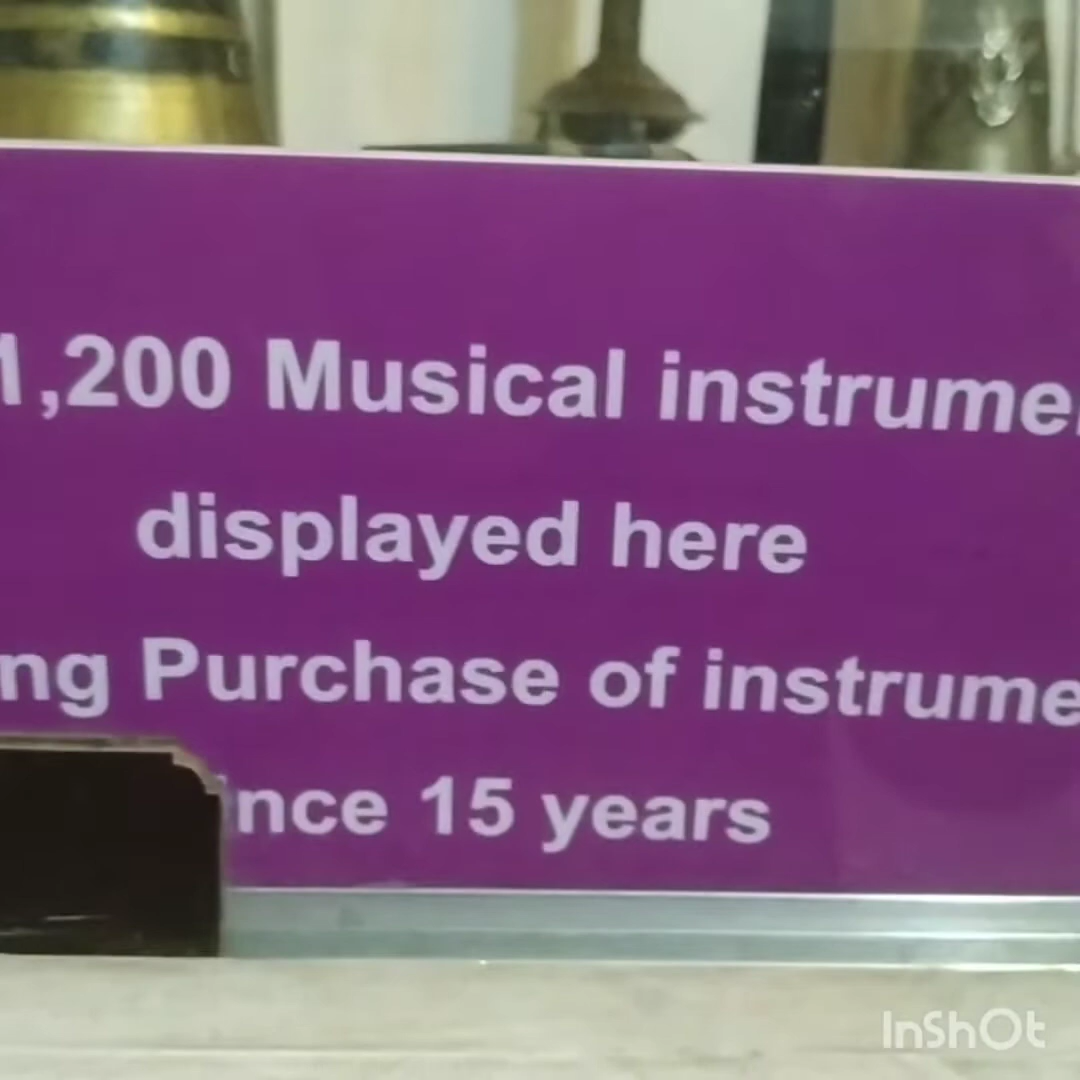 1,200 Musical instrume
displayed here
ng Purchase of instrume
nce 15 years
InShOt